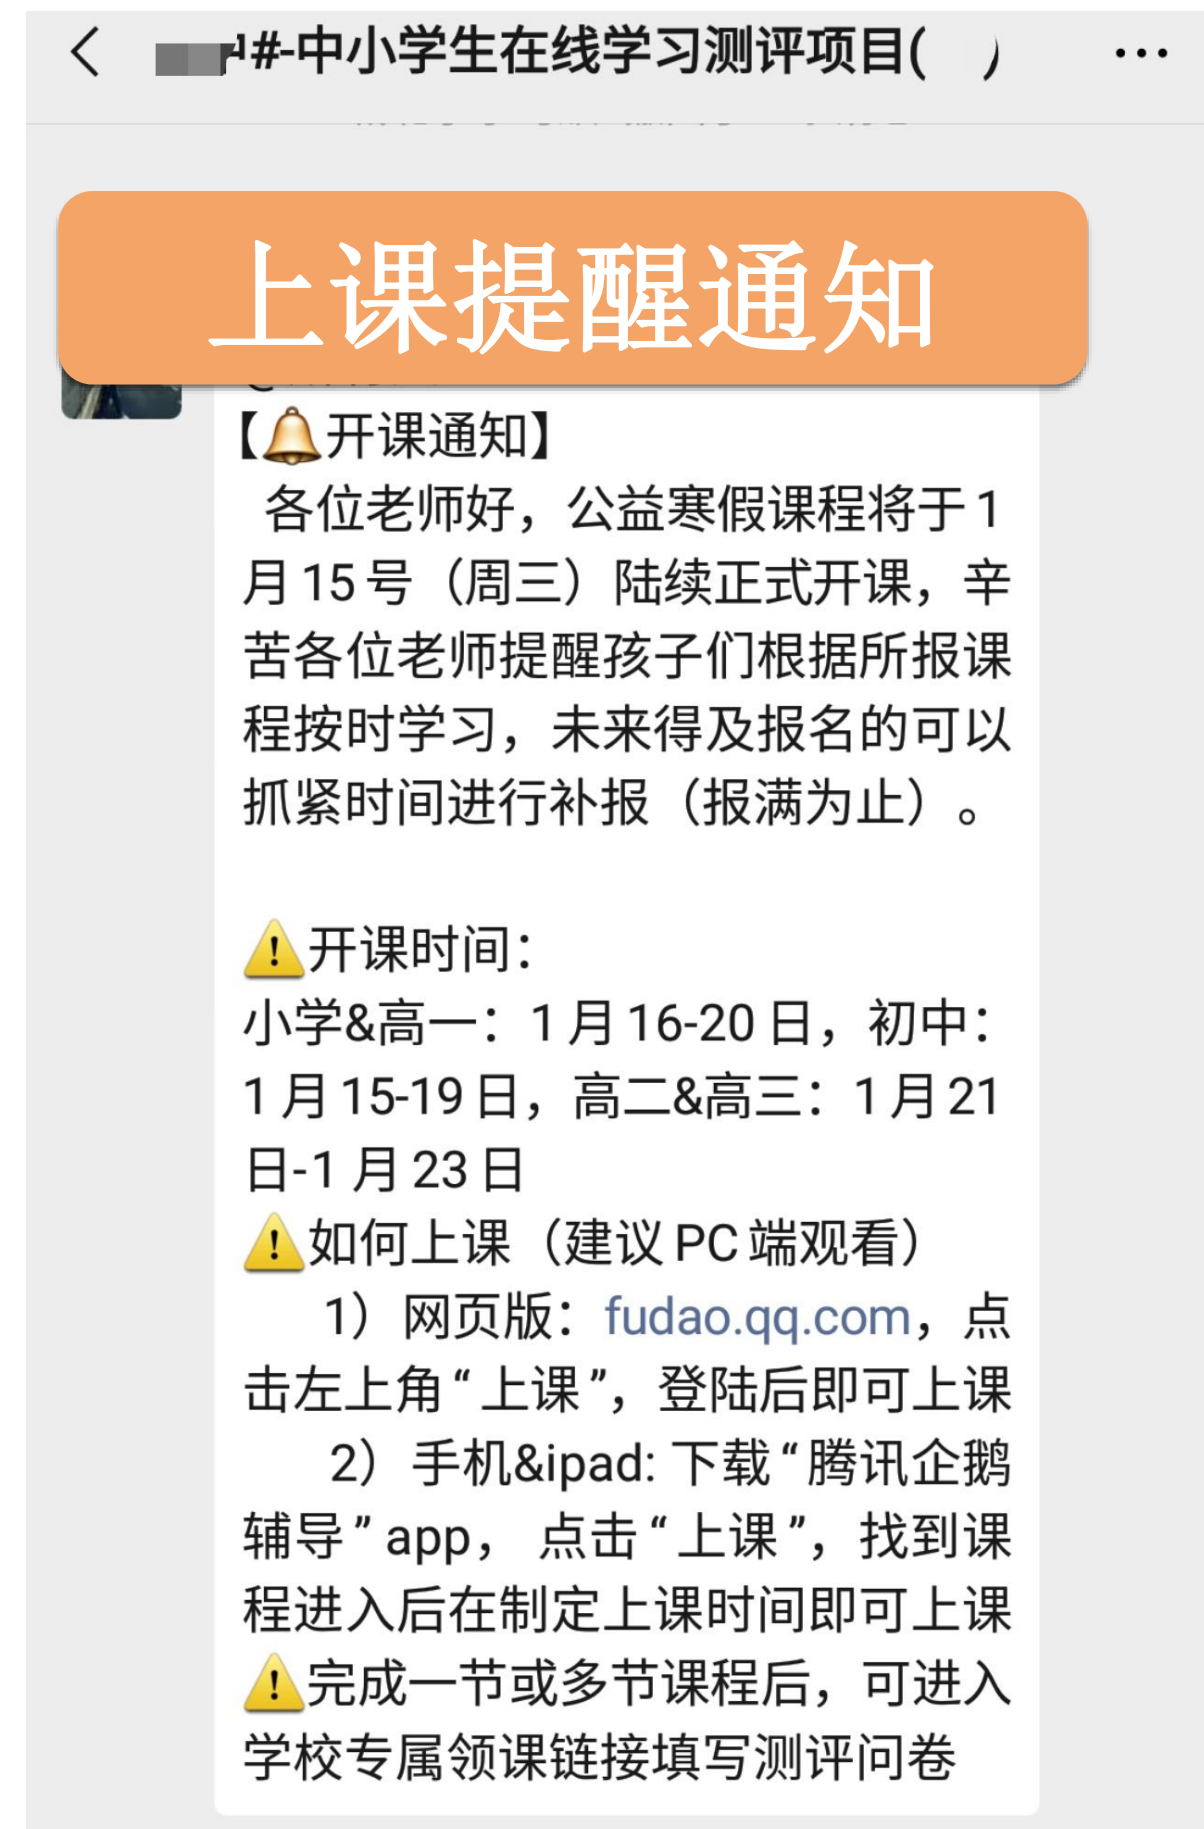 #-中小学生在线学习测评项目( )
上课提醒通知
【🔔开课通知】
各位老师好，公益寒假课程将于1
月15号（周三）陆续正式开课，辛
苦各位老师提醒孩子们根据所报课
程按时学习，未来得及报名的可以
抓紧时间进行补报（报满为止）。
⚠️开课时间：
小学&高一：1月16-20日，初中：
1月15-19日，高二&高三：1月21
日-1月23日
⚠️如何上课（建议PC端观看）
1）网页版：fudao.qq.com，点
击左上角“上课”，登陆后即可上课
2）手机&ipad: 下载“腾讯企鹅
辅导”app， 点击“上课”，找到课
程进入后在制定上课时间即可上课
⚠️完成一节或多节课程后，可进入
学校专属领课链接填写测评问卷